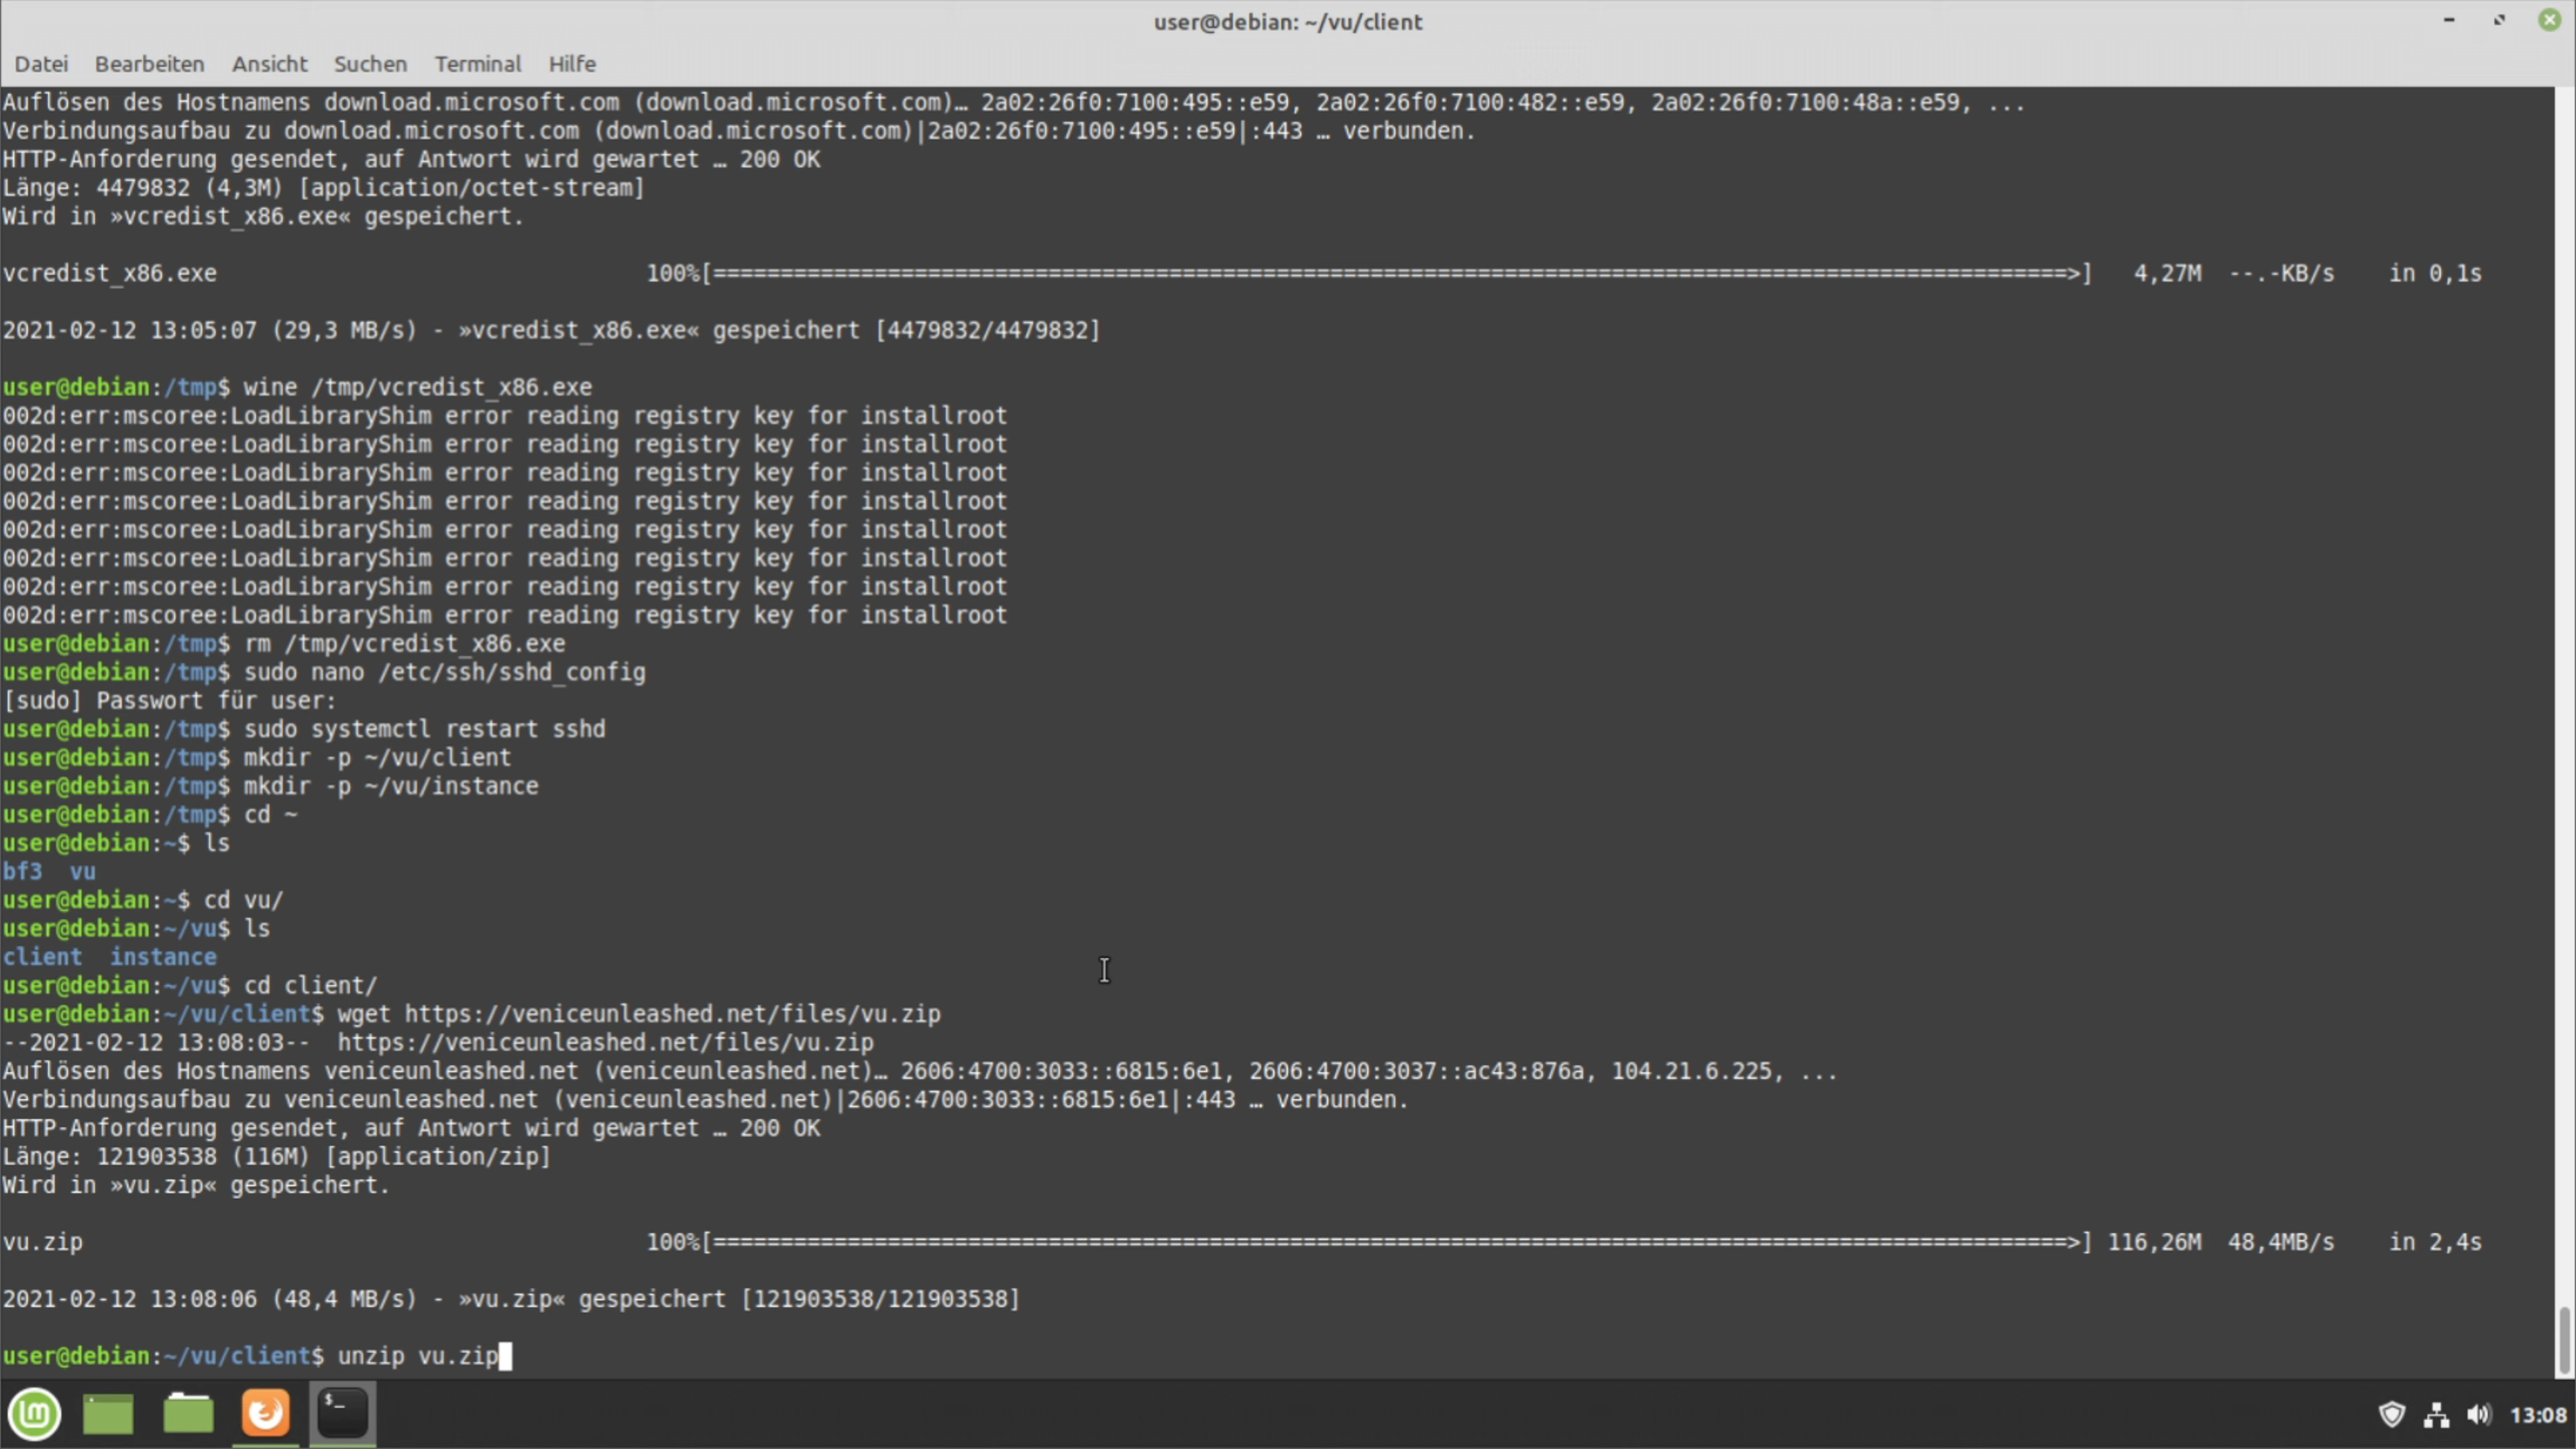 user@debian: ~/vu/client
Datei Bearbeiten Ansicht Suchen Terminal Hilfe
Auflösen des Hostnamens download.microsoft.com (download.microsoft.com)… 2a02:26f0:7100:495::e59, 2a02:26f0:7100:482::e59, 2a02:26f0:7100:48a::e59, ...
Verbindungsaufbau zu download.microsoft.com (download.microsoft.com)|2a02:26f0:7100:495::e59|:443 … verbunden.
HTTP-Anforderung gesendet, auf Antwort wird gewartet … 200 OK
Länge: 4479832 (4,3M) [application/octet-stream]
Wird in »vcredist_x86.exe« gespeichert.
vcredist_x86.exe 100%[=====================================================================================================>] 4,27M --.-KB/s in 0,1s
2021-02-12 13:05:07 (29,3 MB/s) - »vcredist_x86.exe« gespeichert [4479832/4479832]
user@debian:/tmp$ wine /tmp/vcredist_x86.exe
002d:err:mscoree:LoadLibraryShim error reading registry key for installroot
002d:err:mscoree:LoadLibraryShim error reading registry key for installroot
002d:err:mscoree:LoadLibraryShim error reading registry key for installroot
002d:err:mscoree:LoadLibraryShim error reading registry key for installroot
002d:err:mscoree:LoadLibraryShim error reading registry key for installroot
002d:err:mscoree:LoadLibraryShim error reading registry key for installroot
002d:err:mscoree:LoadLibraryShim error reading registry key for installroot
002d:err:mscoree:LoadLibraryShim error reading registry key for installroot
user@debian:/tmp$ rm /tmp/vcredist_x86.exe
user@debian:/tmp$ sudo nano /etc/ssh/sshd_config
[sudo] Passwort für user:
user@debian:/tmp$ sudo systemctl restart sshd
user@debian:/tmp$ mkdir -p ~/vu/client
user@debian:/tmp$ mkdir -p ~/vu/instance
user@debian:/tmp$ cd ~
user@debian:~$ ls
bf3 vu
user@debian:~$ cd vu/
user@debian:~/vu$ ls
client instance
user@debian:~/vu$ cd client/
user@debian:~/vu/client$ wget https://veniceunleashed.net/files/vu.zip
--2021-02-12 13:08:03-- https://veniceunleashed.net/files/vu.zip
Auflösen des Hostnamens veniceunleashed.net (veniceunleashed.net)… 2606:4700:3033::6815:6e1, 2606:4700:3037::ac43:876a, 104.21.6.225, ...
Verbindungsaufbau zu veniceunleashed.net (veniceunleashed.net)|2606:4700:3033::6815:6e1|:443 … verbunden.
HTTP-Anforderung gesendet, auf Antwort wird gewartet … 200 OK
Länge: 121903538 (116M) [application/zip]
Wird in »vu.zip« gespeichert.
vu.zip 100%[=====================================================================================================>] 116,26M 48,4MB/s in 2,4s
2021-02-12 13:08:06 (48,4 MB/s) - »vu.zip« gespeichert [121903538/121903538]
user@debian:~/vu/client$ unzip vu.zip
$_
13:08